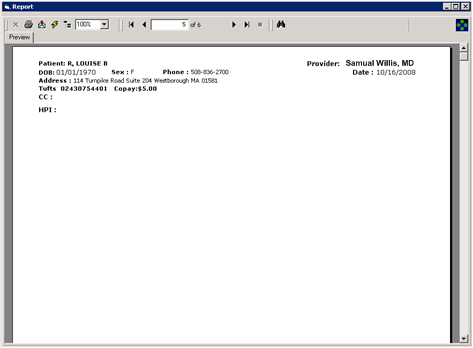 Report
100% 5 of 6
Preview
Patient: R, LOUISE B Provider: Samual Willis, MD
DOB: 01/01/1970 Sex : F Phone : 508-836-2700 Date : 10/16/2008
Address : 114 Turnpike Road Suite 204 Westborough MA 01581
Tufts 02430754401 Copay:$5.00
CC :
HPI :